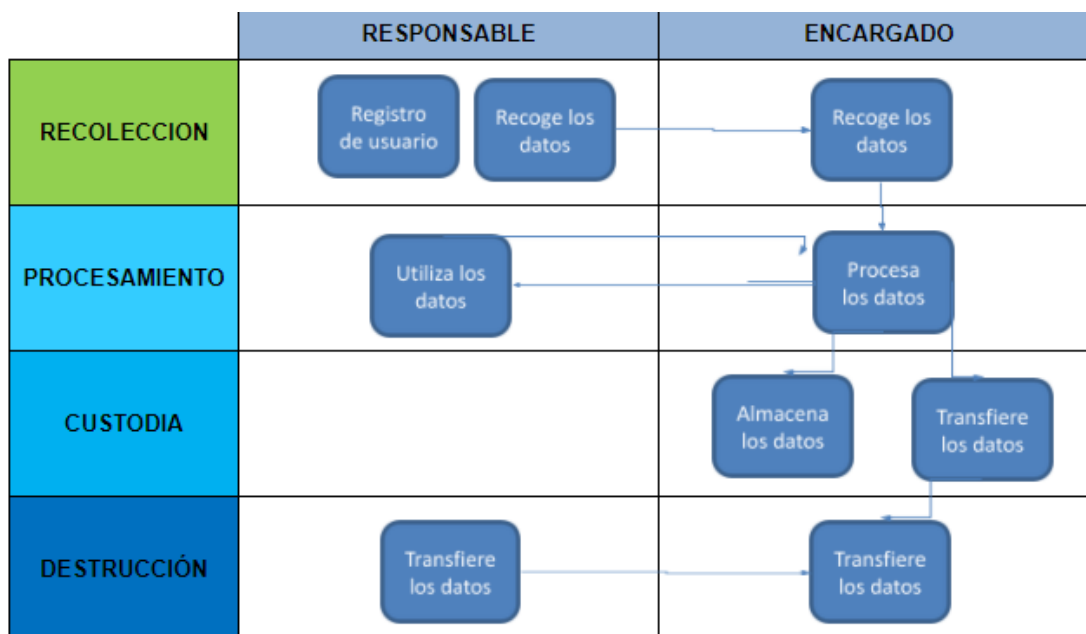 RESPONSABLE
ENCARGADO
RECOLECCION
Registro
de usuario
Recoge los
datos
Recoge los
datos
PROCESAMIENTO
Utiliza los
datos
Procesa
los datos
CUSTODIA
Almacena
los datos
Transfiere
los datos
DESTRUCCIÓN
Transfiere
los datos
Transfiere
los datos